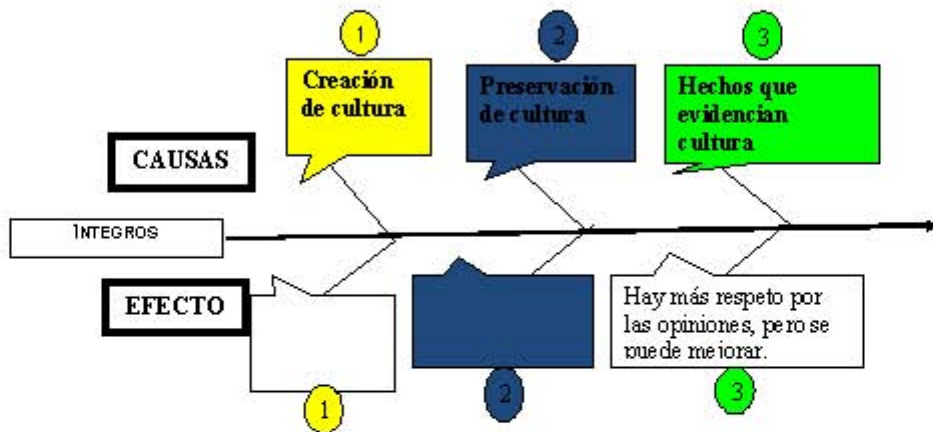 1
2
3
Creación
de cultura
Preservación
de cultura
Hechos que
evidencian
cultura
CAUSAS
INTEGROS
EFECTO
Hay más respeto por
las opiniones, pero se
puede mejorar.
1
2
3